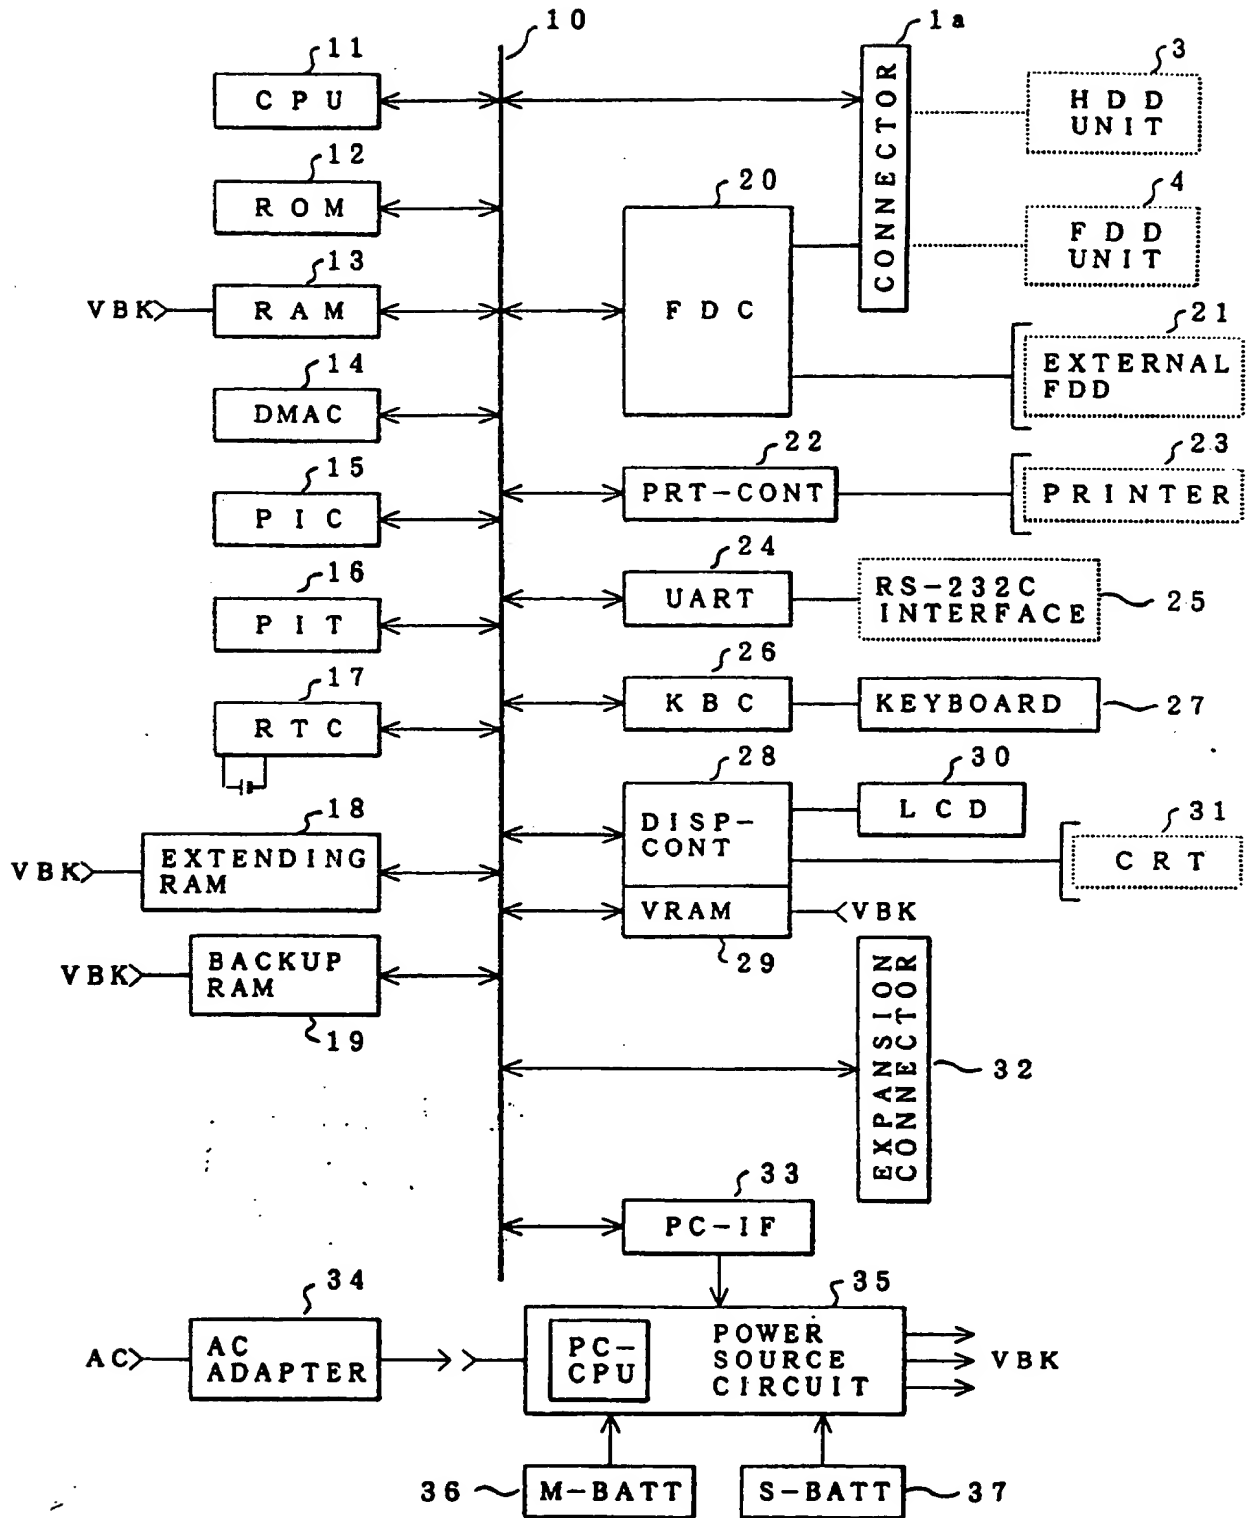 10
1a
11
CPU
CONNECTOR
3
HDD
UNIT
12
ROM
20
FDC
4
FDD
UNIT
13
VBK
RAM
21
EXTERNAL
FDD
14
DMAC
22
PRT-CONT
23
PRINTER
15
PIC
24
UART
RS-232C
INTERFACE
25
16
PIT
26
KBC
KEYBOARD
27
17
RTC
28
DISP-
CONT
30
LCD
31
CRT
18
VBK
EXTENDING
RAM
VRAM
VBK
29
VBK
BACKUP
RAM
19
EXPANSION
CONNECTOR
32
33
PC-IF
34
AC
AC
ADAPTER
35
PC-
CPU
POWER
SOURCE
CIRCUIT
VBK
36
M-BATT
S-BATT
37